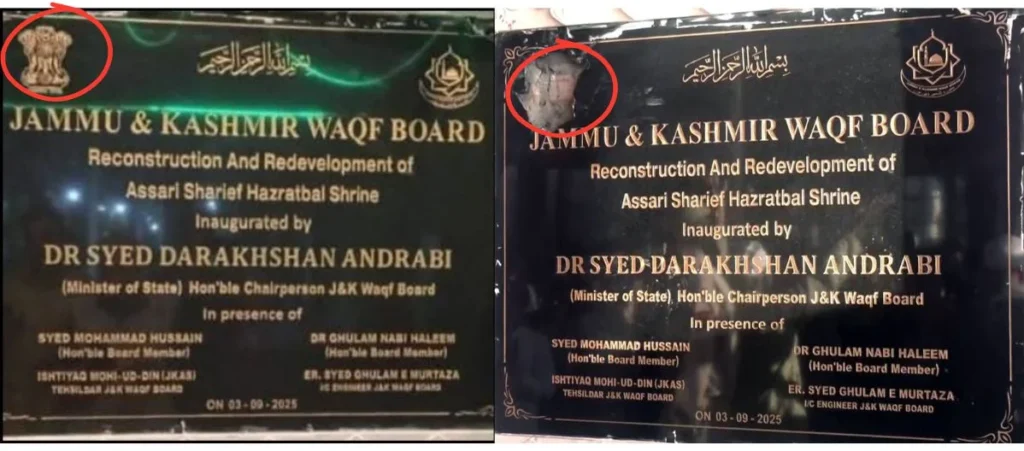 بسم الله الرحمن الرحيم
JAMMU & KASHMIR WAQF BOARD
Reconstruction And Redevelopment of
Assari Sharief Hazratbal Shrine
Inaugurated by
DR SYED DARAKHSHAN ANDRABI
(Minister of State) Hon'ble Chairperson J&K Waqf Board
In presence of
SYED MOHAMMAD HUSSAIN
(Hon'ble Board Member)
DR GHULAM NABI HALEEM
(Hon'ble Board Member)
ISHTIYAQ MOHI-UD-DIN (JKAS)
TEHSILDAR J&K WAQF BOARD
ER. SYED GHULAM E MURTAZA
I/C ENGINEER J&K WAQF BOARD
ON 03-09-2025
بسم الله الرحمن الرحيم
JAMMU & KASHMIR WAQF BOARD
Reconstruction And Redevelopment of
Assari Sharief Hazratbal Shrine
Inaugurated by
DR SYED DARAKHSHAN ANDRABI
(Minister of State) Hon'ble Chairperson J&K Waqf Board
In presence of
SYED MOHAMMAD HUSSAIN
(Hon'ble Board Member)
DR GHULAM NABI HALEEM
(Hon'ble Board Member)
ISHTIYAQ MOHI-UD-DIN (JKAS)
TEHSILDAR J&K WAQF BOARD
ER. SYED GHULAM E MURTAZA
I/C ENGINEER J&K WAQF BOARD
ON 03-09-2025